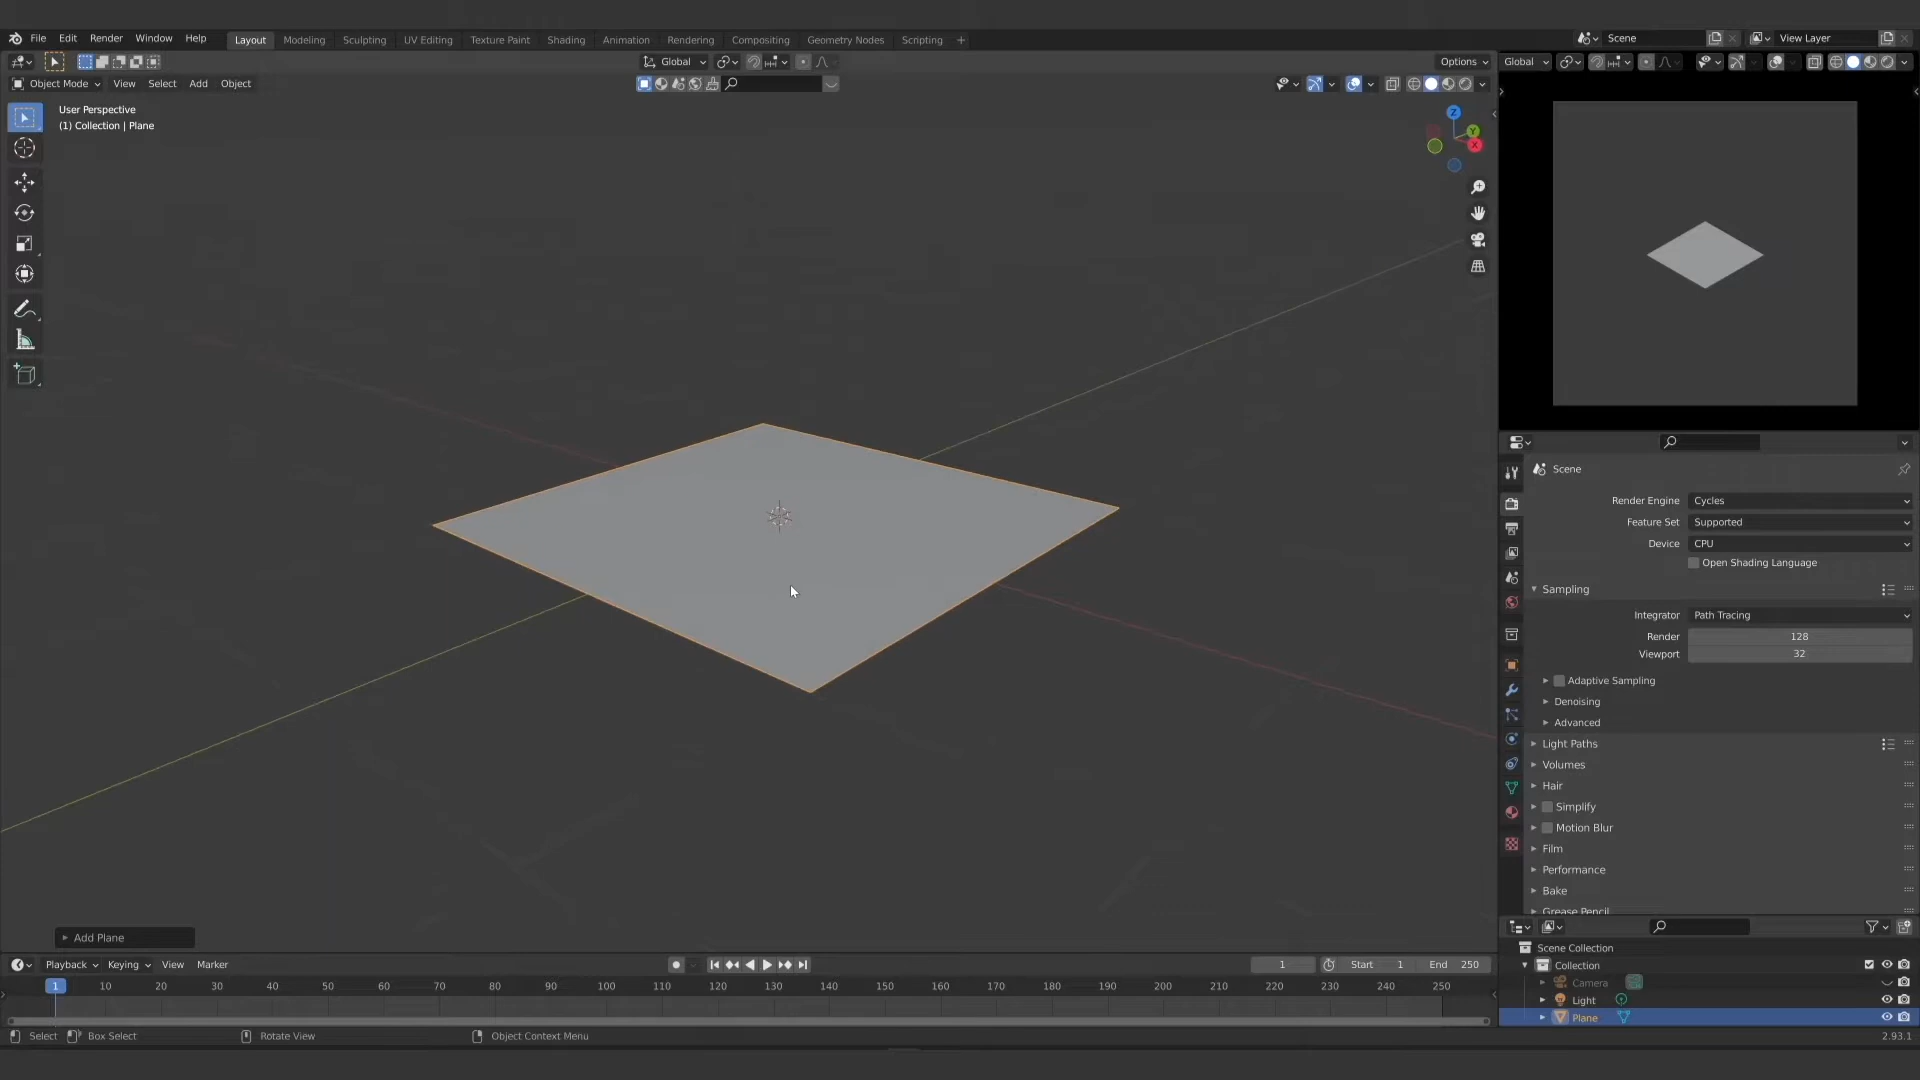 File Edit Render Window Help Layout Modeling Sculpting UV Editing Texture Paint Shading Animation Rendering Compositing Geometry Nodes Scripting + Scene View Layer
Global Options Global
Object Mode View Select Add Object
User Perspective
(1) Collection | Plane
Z
Y
X
Scene
Render Engine Cycles
Feature Set Supported
Device CPU
Open Shading Language
Sampling
Integrator Path Tracing
Render 128
Viewport 32
Adaptive Sampling
Denoising
Advanced
Light Paths
Volumes
Hair
Simplify
Motion Blur
Film
Performance
Bake
Grease Pencil
Add Plane
Scene Collection
Collection
Camera
Light
Plane
Playback Keying View Marker 1 Start 1 End 250
1 10 20 30 40 50 60 70 80 90 100 110 120 130 140 150 160 170 180 190 200 210 220 230 240 250
Select Box Select Rotate View Object Context Menu 2.93.1